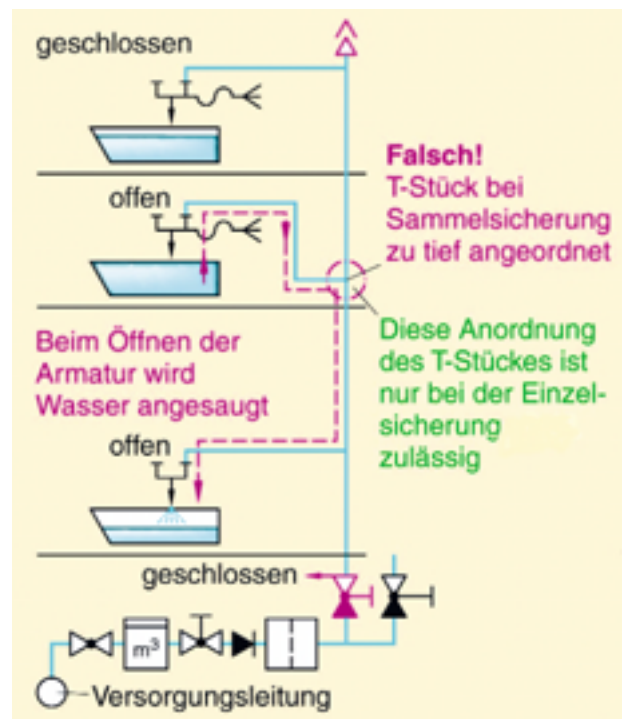 geschlossen
Falsch!
T-Stück bei
Sammelsicherung
zu tief angeordnet
offen
Diese Anordnung
des T-Stückes ist
nur bei der Einzel-
sicherung
zulässig
Beim Öffnen der
Armatur wird
Wasser angesaugt
offen
geschlossen
m³
Versorgungsleitung